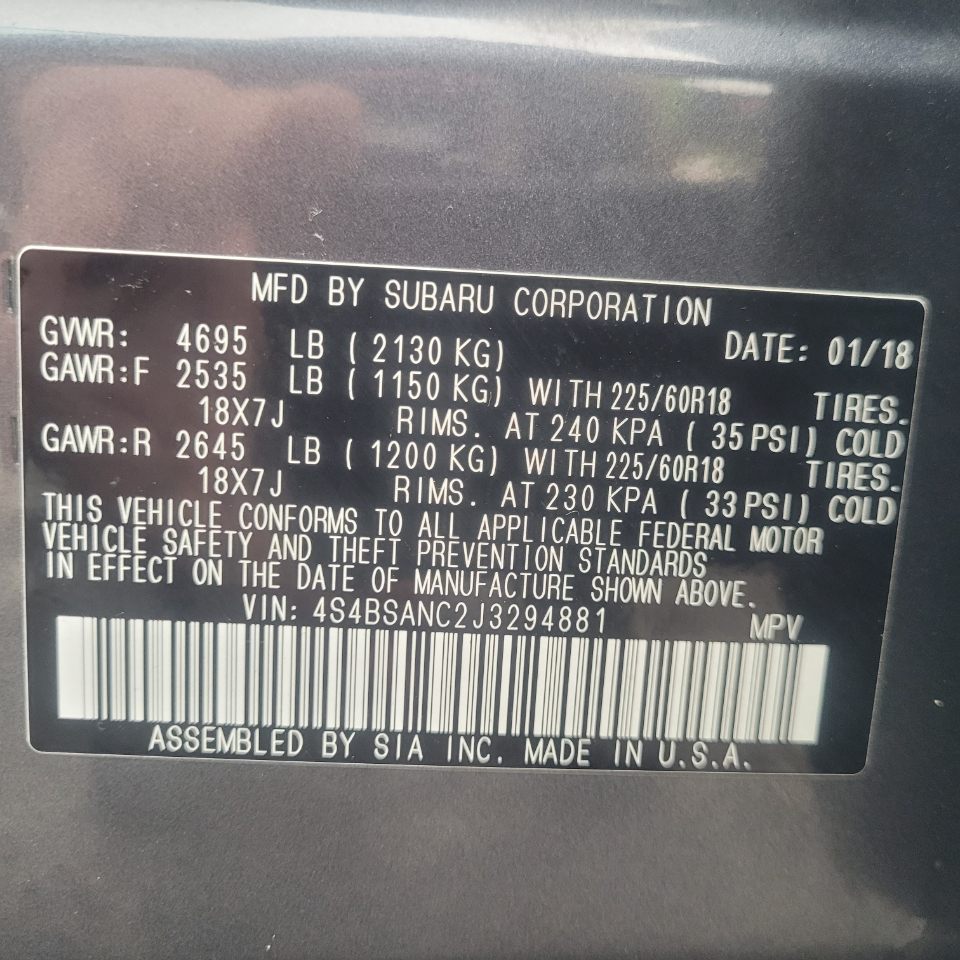 MFD BY SUBARU CORPORATION
GVWR: 4695 LB ( 2130 KG) DATE: 01/18
GAWR:F 2535 LB ( 1150 KG) WITH 225/60R18 TIRES.
18X7J RIMS. AT 240 KPA ( 35 PSI) COLD
GAWR:R 2645 LB ( 1200 KG) WITH 225/60R18 TIRES.
18X7J RIMS. AT 230 KPA ( 33 PSI) COLD
THIS VEHICLE CONFORMS TO ALL APPLICABLE FEDERAL MOTOR
VEHICLE SAFETY AND THEFT PREVENTION STANDARDS
IN EFFECT ON THE DATE OF MANUFACTURE SHOWN ABOVE.
VIN: 4S4BSANC2J3294881 MPV
ASSEMBLED BY SIA INC. MADE IN U.S.A.